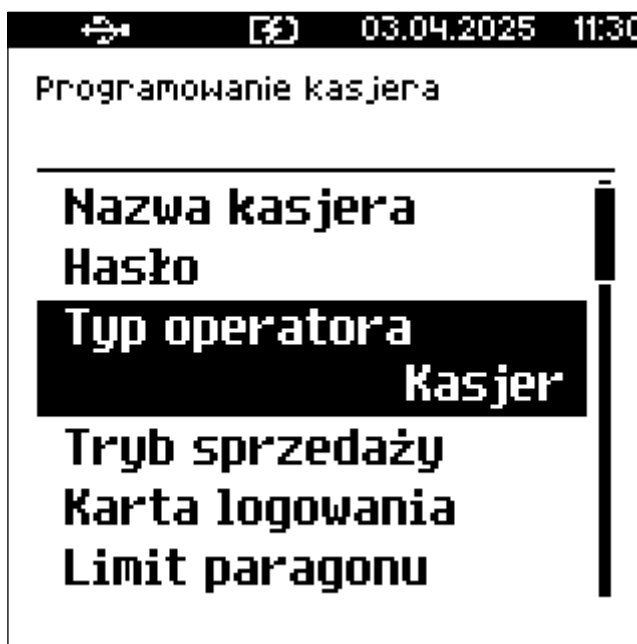 03.04.2025 11:30
Programowanie kasjera
Nazwa kasjera
Hasło
Typ operatora
Kasjer
Tryb sprzedaży
Karta logowania
Limit paragonu